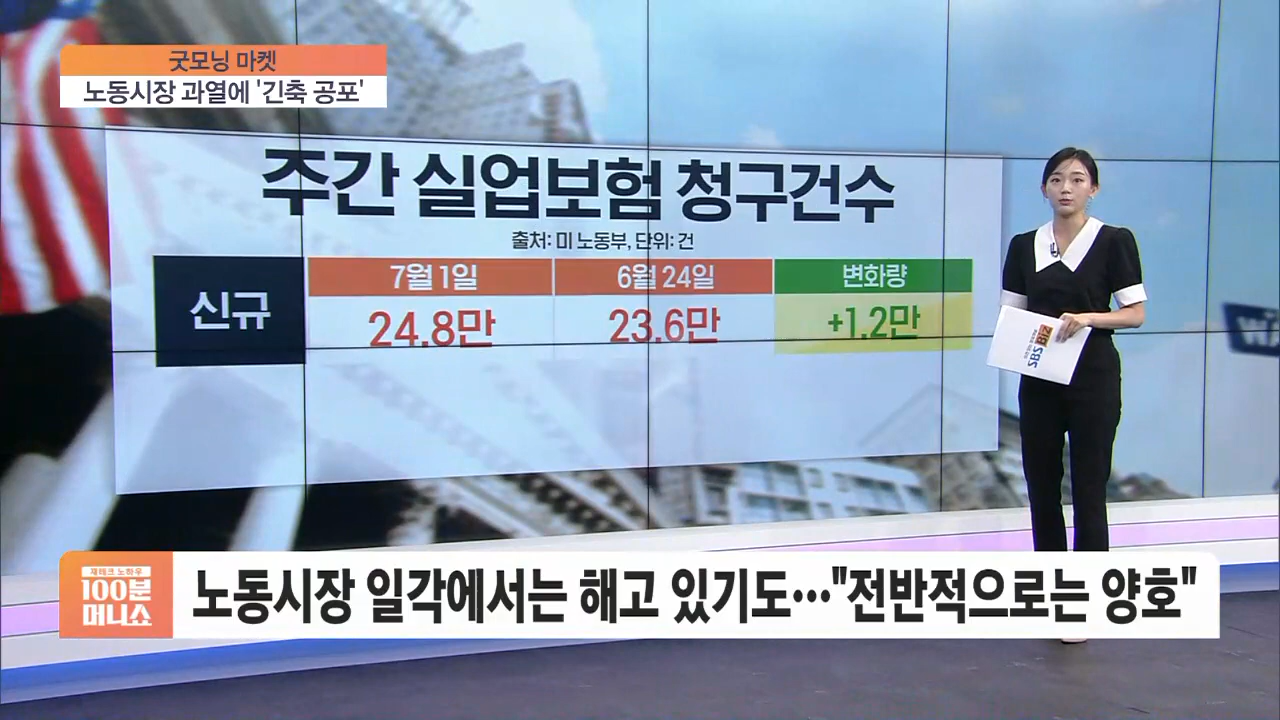 굿모닝 마켓
노동시장 과열에 '긴축 공포'
주간 실업보험 청구건수
출처: 미 노동부, 단위: 건
7월 1일 6월 24일 변화량
신규 24.8만 23.6만 +1.2만
SBS Biz
재테크 노하우
100분
머니쇼
노동시장 일각에서는 해고 있기도…"전반적으로는 양호"